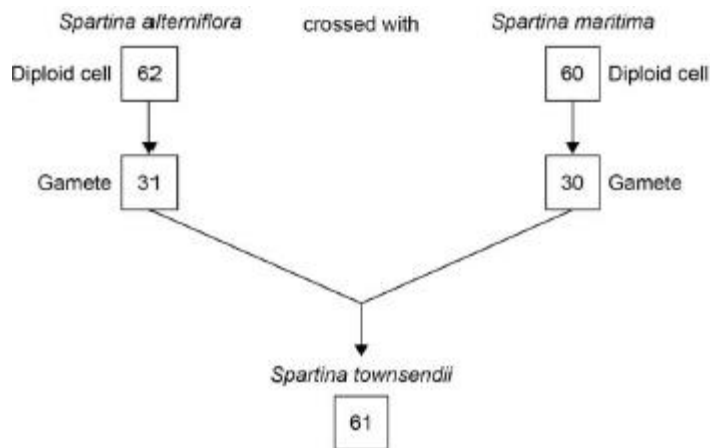 Spartina alterniflora crossed with Spartina maritima
Diploid cell 62 60 Diploid cell
Gamete 31 30 Gamete
Spartina townsendii
61